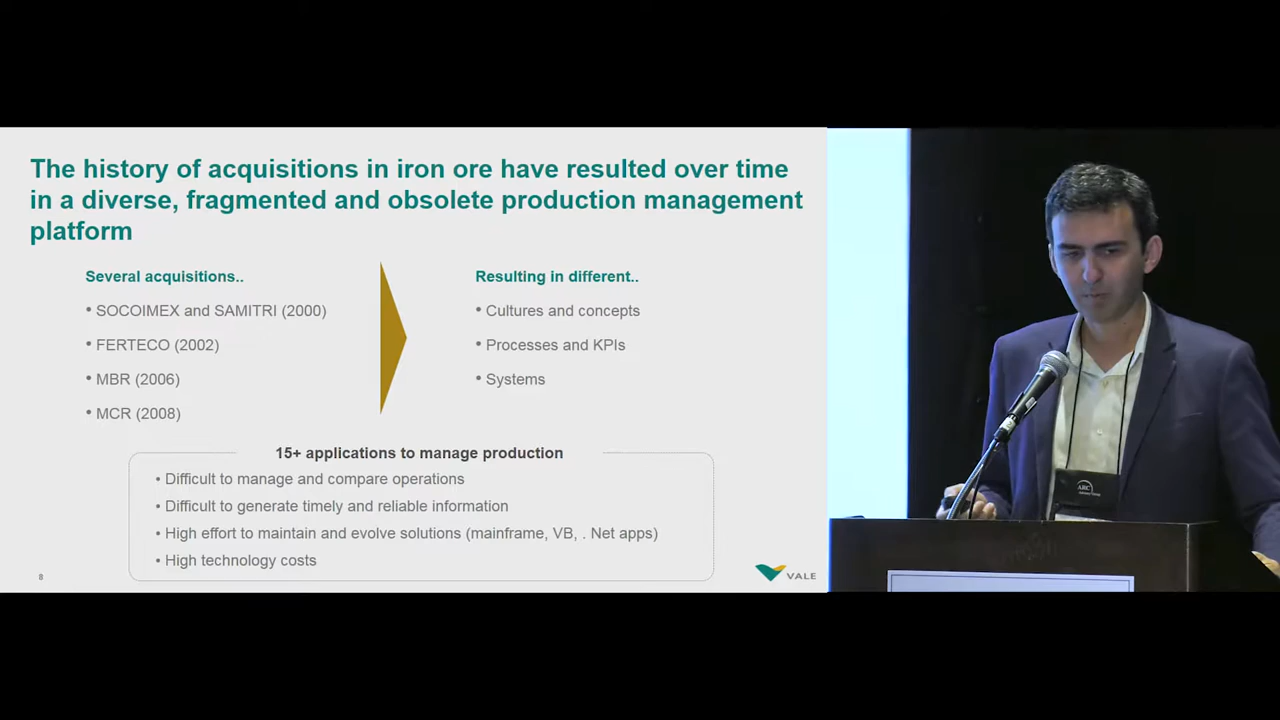 The history of acquisitions in iron ore have resulted over time
in a diverse, fragmented and obsolete production management
platform
Several acquisitions..
• SOCOIMEX and SAMITRI (2000)
• FERTECO (2002)
• MBR (2006)
• MCR (2008)
Resulting in different..
• Cultures and concepts
• Processes and KPIs
• Systems
15+ applications to manage production
• Difficult to manage and compare operations
• Difficult to generate timely and reliable information
• High effort to maintain and evolve solutions (mainframe, VB, . Net apps)
• High technology costs
8
VALE
ARC